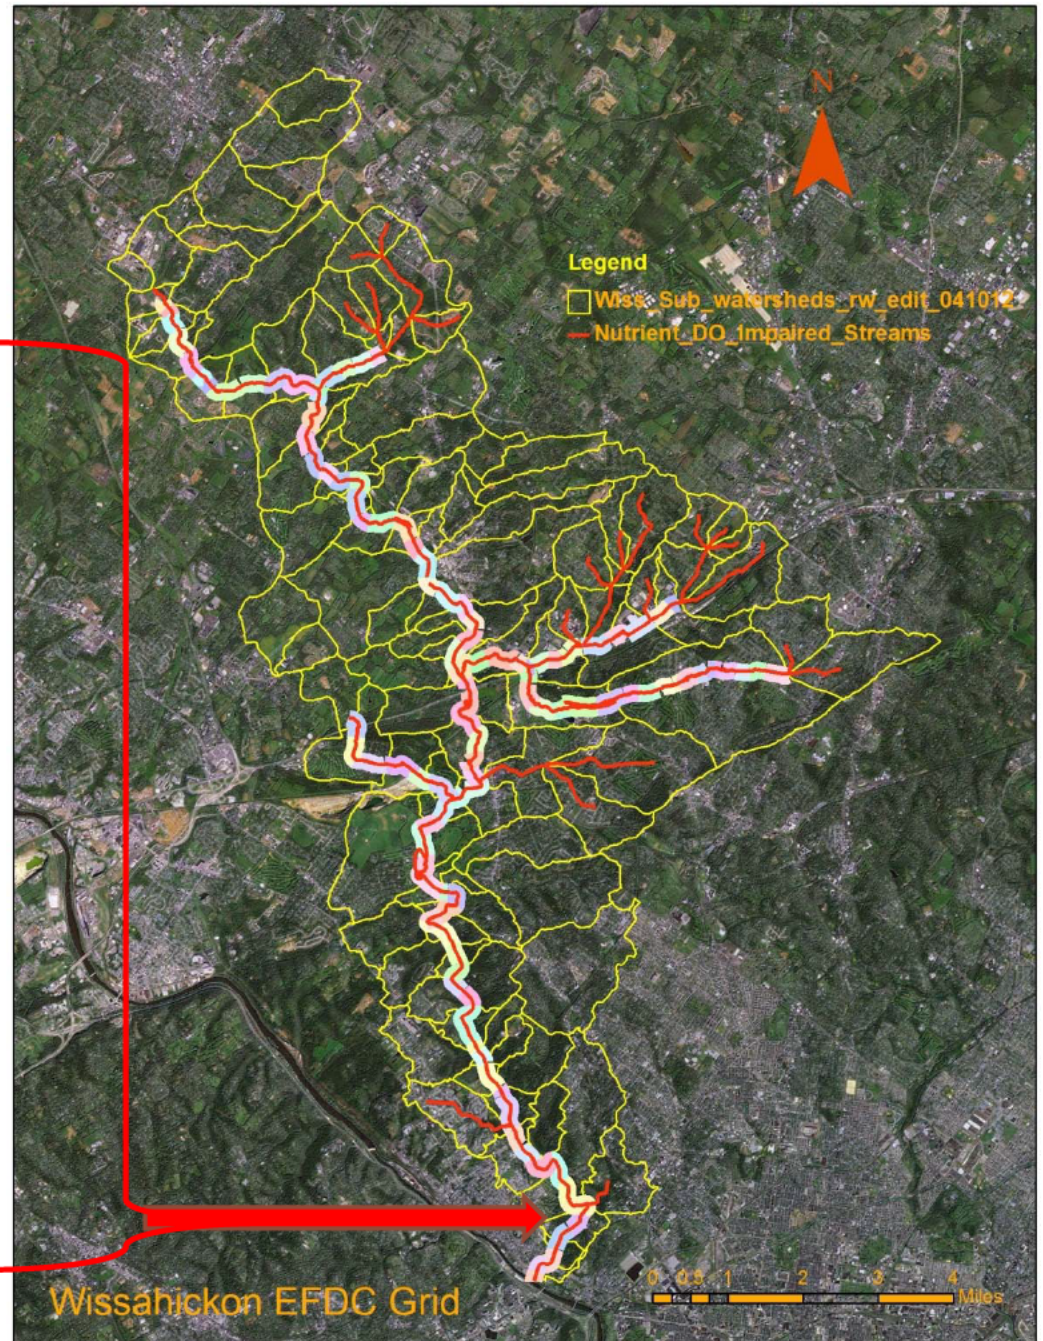 N
Legend
Wiss_Sub_watersheds_rw_edit_041012
Nutrient_DO_Impaired_Streams
0 0.5 1 2 3 4
Miles
Wissahickon EFDC Grid